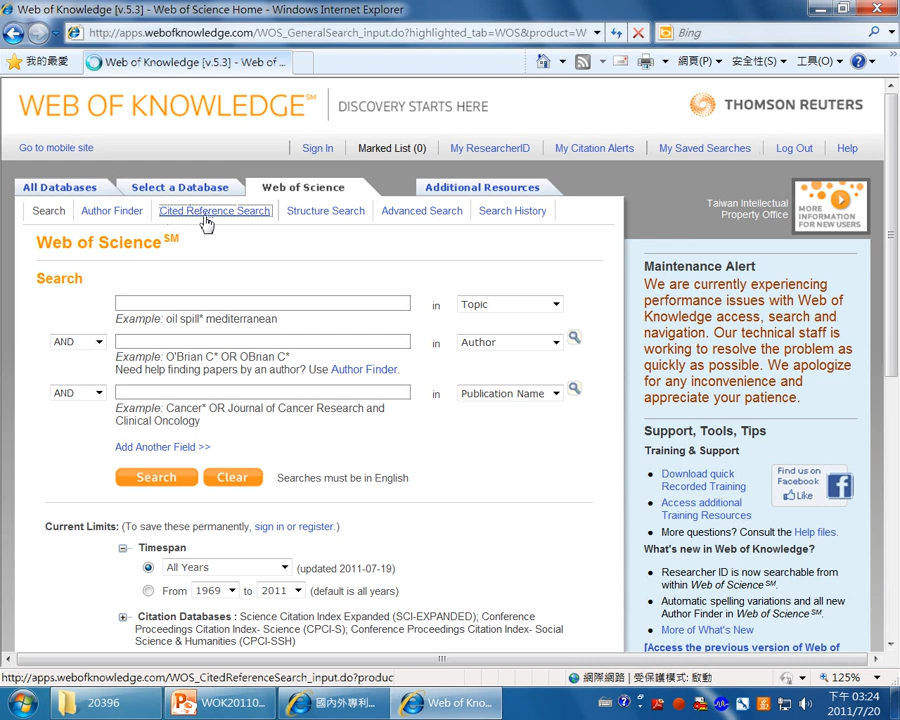 Web of Knowledge [v.5.3] - Web of Science Home - Windows Internet Explorer
http://apps.webofknowledge.com/WOS_GeneralSearch_input.do?highlighted_tab=WOS&product=W
Bing
我的最愛
Web of Knowledge [v.5.3] - Web of ...
網頁(P)
安全性(S)
工具(O)
WEB OF KNOWLEDGE SM
DISCOVERY STARTS HERE
THOMSON REUTERS
Go to mobile site
Sign In
Marked List (0)
My ResearcherID
My Citation Alerts
My Saved Searches
Log Out
Help
All Databases
Select a Database
Web of Science
Additional Resources
Search
Author Finder
Cited Reference Search
Structure Search
Advanced Search
Search History
Taiwan Intellectual
Property Office
MORE
INFORMATION
FOR NEW USERS
Web of Science SM
Search
in
Topic
Example: oil spill* mediterranean
AND
in
Author
Example: O'Brian C* OR OBrian C*
Need help finding papers by an author? Use Author Finder.
AND
in
Publication Name
Example: Cancer* OR Journal of Cancer Research and
Clinical Oncology
Add Another Field >>
Search
Clear
Searches must be in English
Current Limits: (To save these permanently, sign in or register.)
Timespan
All Years
(updated 2011-07-19)
From 1969 to 2011 (default is all years)
Citation Databases : Science Citation Index Expanded (SCI-EXPANDED); Conference
Proceedings Citation Index- Science (CPCI-S); Conference Proceedings Citation Index- Social
Science & Humanities (CPCI-SSH)
Maintenance Alert
We are currently experiencing
performance issues with Web of
Knowledge access, search and
navigation. Our technical staff is
working to resolve the problem as
quickly as possible. We apologize
for any inconvenience and
appreciate your patience.
Support, Tools, Tips
Training & Support
Download quick
Recorded Training
Access additional
Training Resources
Find us on
Facebook
Like
More questions? Consult the Help files.
What's new in Web of Knowledge?
Researcher ID is now searchable from
within Web of Science SM.
Automatic spelling variations and all new
Author Finder in Web of Science SM.
More of What's New
[Access the previous version of Web of
http://apps.webofknowledge.com/WOS_CitedReferenceSearch_input.do?produc
網際網路 | 受保護模式: 啟動
125%
20396
WOK20110...
國內外專利...
Web of Kno...
下午 03:24
2011/7/20